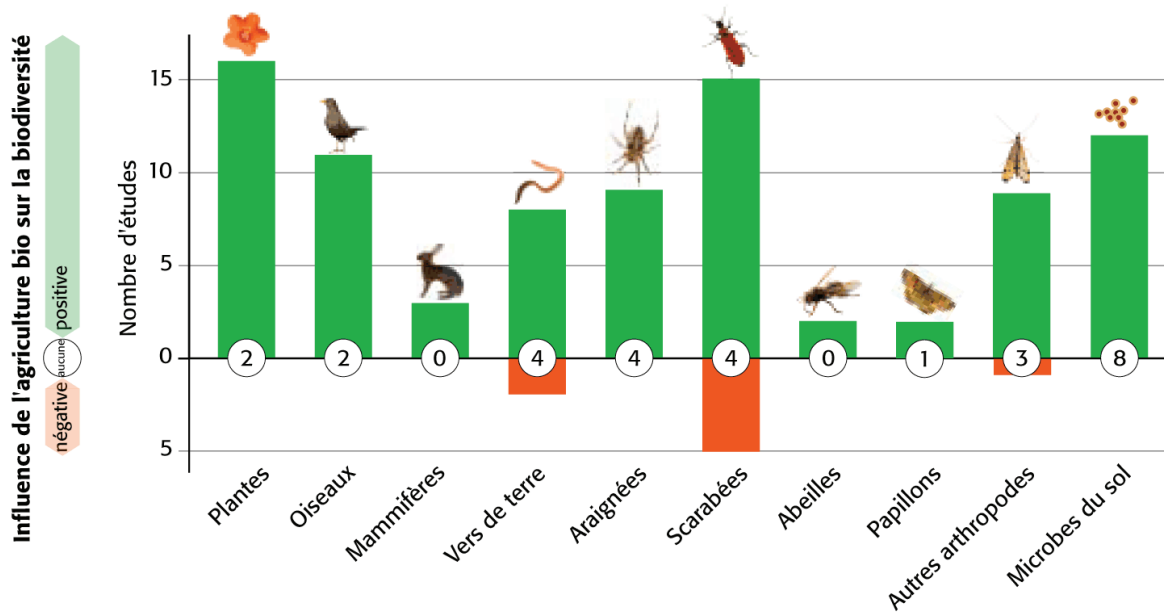 Influence de l'agriculture bio sur la biodiversité
positive
aucune
négative
Nombre d'études
15
10
5
0
5
2
2
0
4
4
4
0
1
3
8
Plantes
Oiseaux
Mammifères
Vers de terre
Araignées
Scarabées
Abeilles
Papillons
Autres arthropodes
Microbes du sol